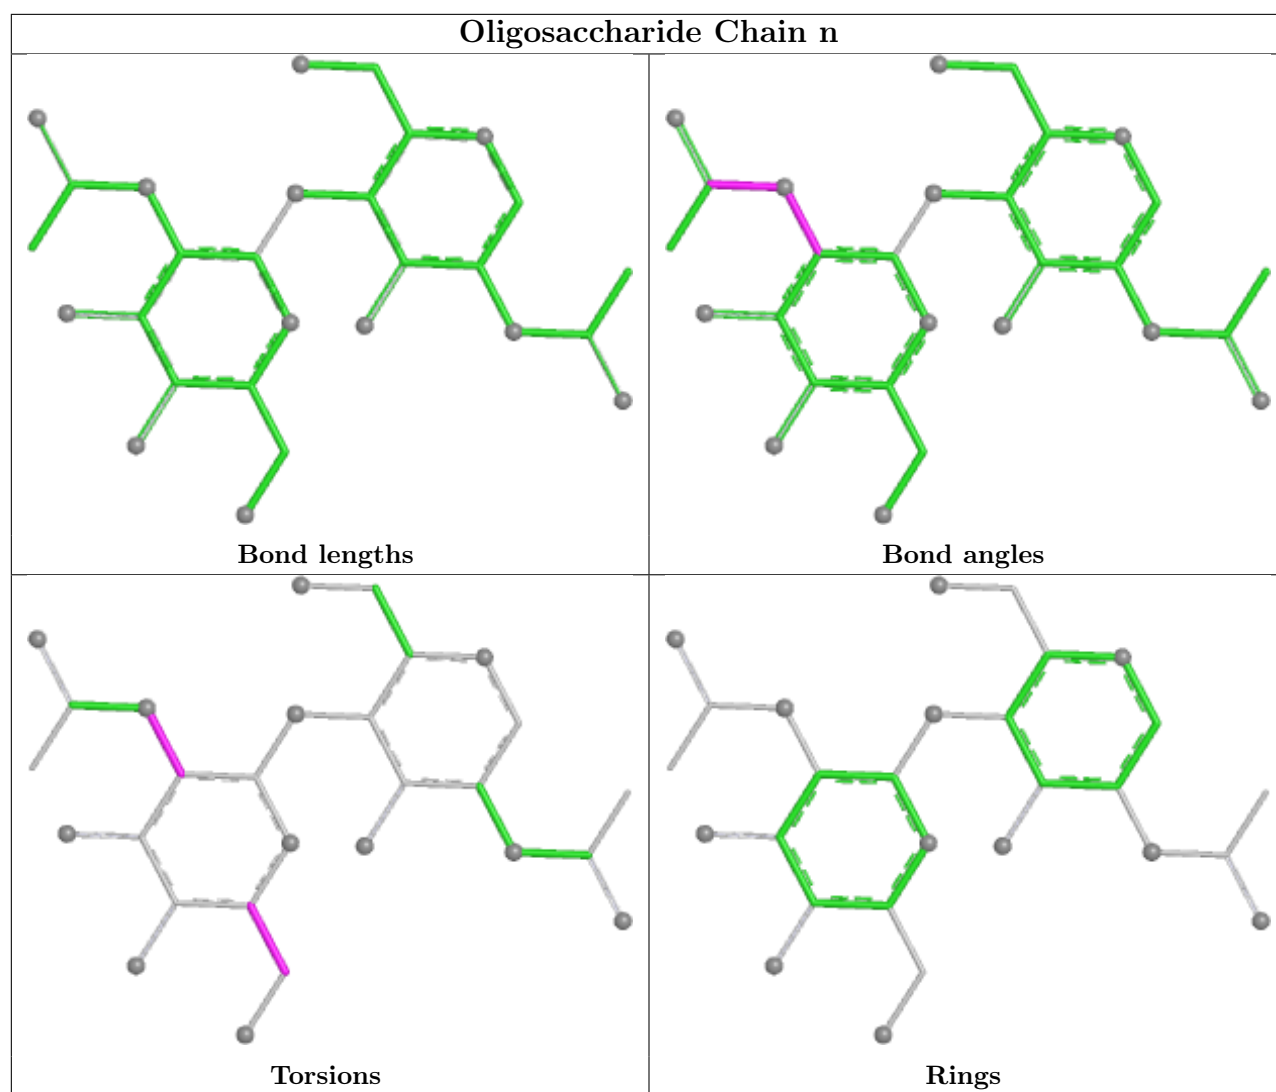 Oligosaccharide Chain n
Bond lengths
Bond angles
Torsions
Rings